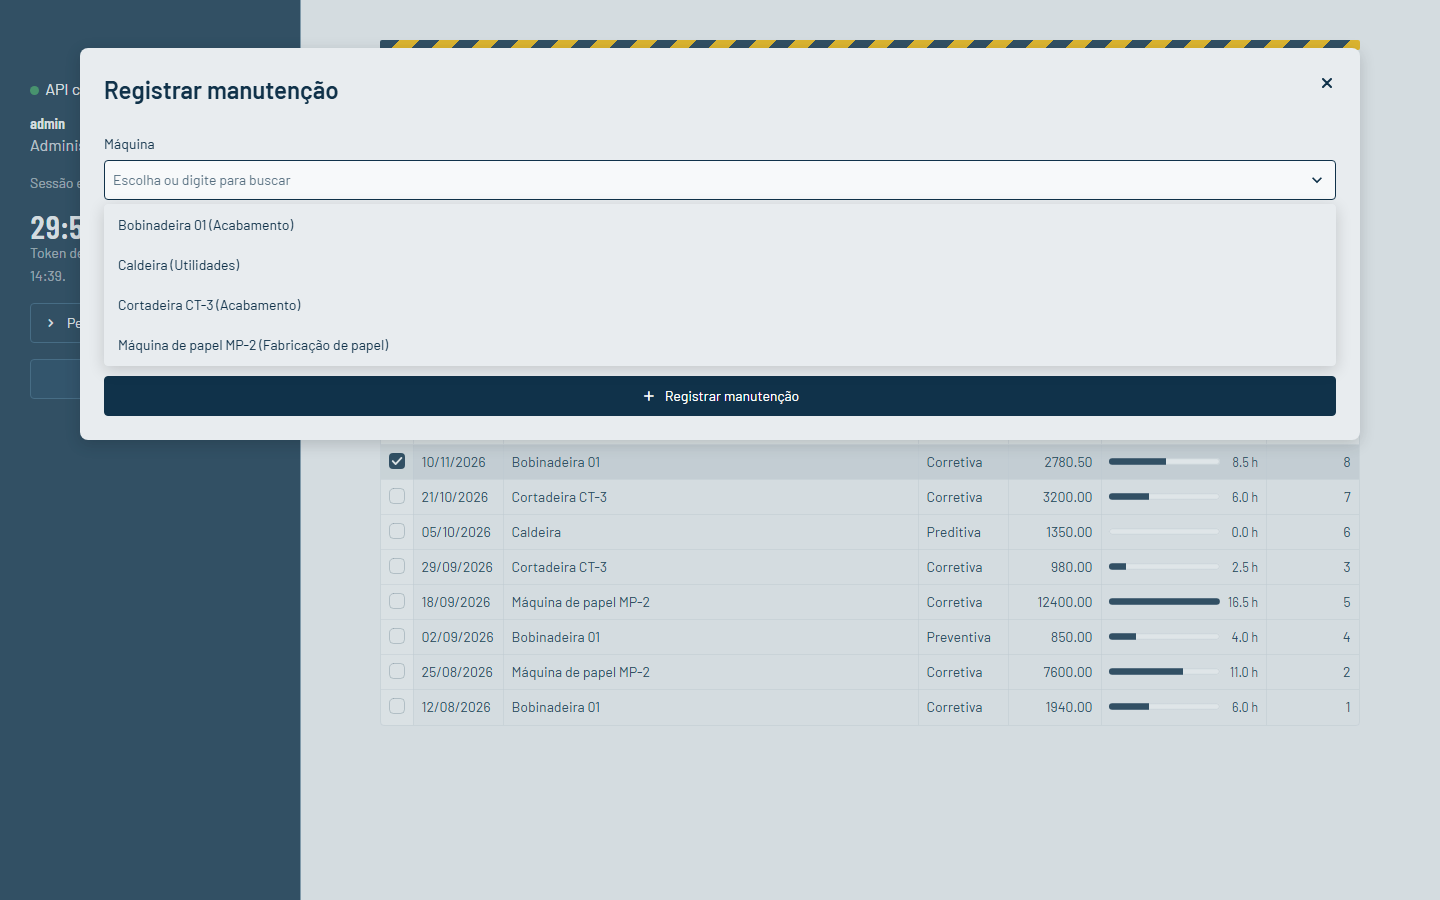 API
admin
Sessão
Token
14:39.
Registrar manutenção
Máquina
Escolha ou digite para buscar
Bobinadeira 01 (Acabamento)
Caldeira (Utilidades)
Cortadeira CT-3 (Acabamento)
Máquina de papel MP-2 (Fabricação de papel)
Registrar manutenção
10/11/2026 Bobinadeira 01 Corretiva 2780.50 8.5 h 8
21/10/2026 Cortadeira CT-3 Corretiva 3200.00 6.0 h 7
05/10/2026 Caldeira Preditiva 1350.00 0.0 h 6
29/09/2026 Cortadeira CT-3 Corretiva 980.00 2.5 h 3
18/09/2026 Máquina de papel MP-2 Corretiva 12400.00 16.5 h 5
02/09/2026 Bobinadeira 01 Preventiva 850.00 4.0 h 4
25/08/2026 Máquina de papel MP-2 Corretiva 7600.00 11.0 h 2
12/08/2026 Bobinadeira 01 Corretiva 1940.00 6.0 h 1